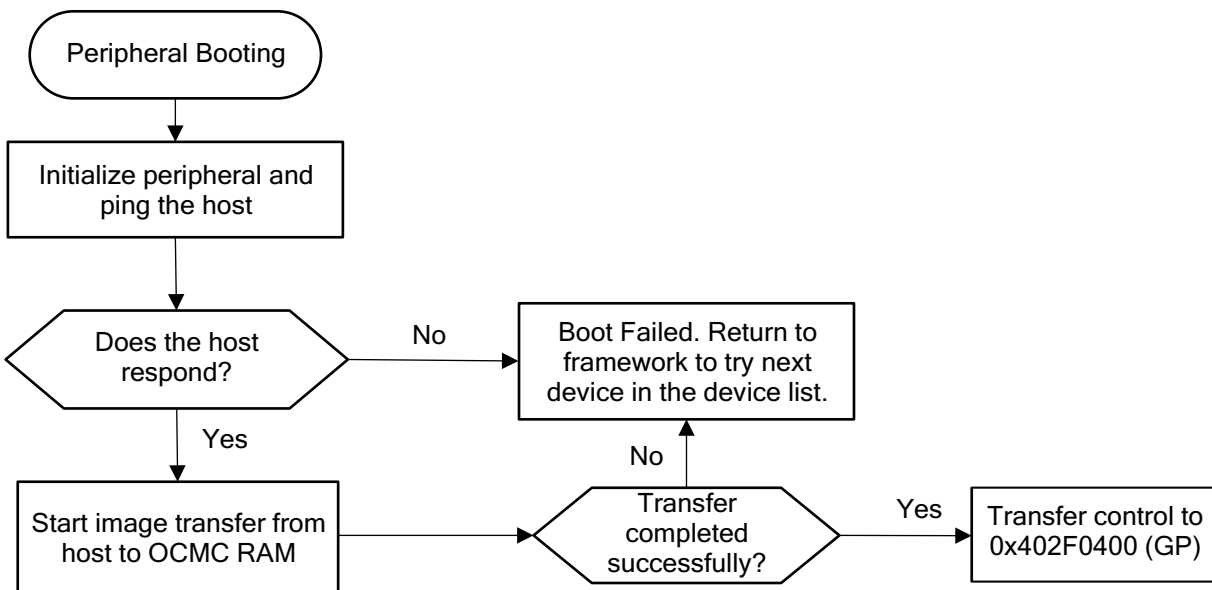 Peripheral Booting
Initialize peripheral and
ping the host
Does the host
respond?
No
Boot Failed. Return to
framework to try next
device in the device list.
Yes
No
Start image transfer from
host to OCMC RAM
Transfer
completed
successfully?
Yes
Transfer control to
0x402F0400 (GP)